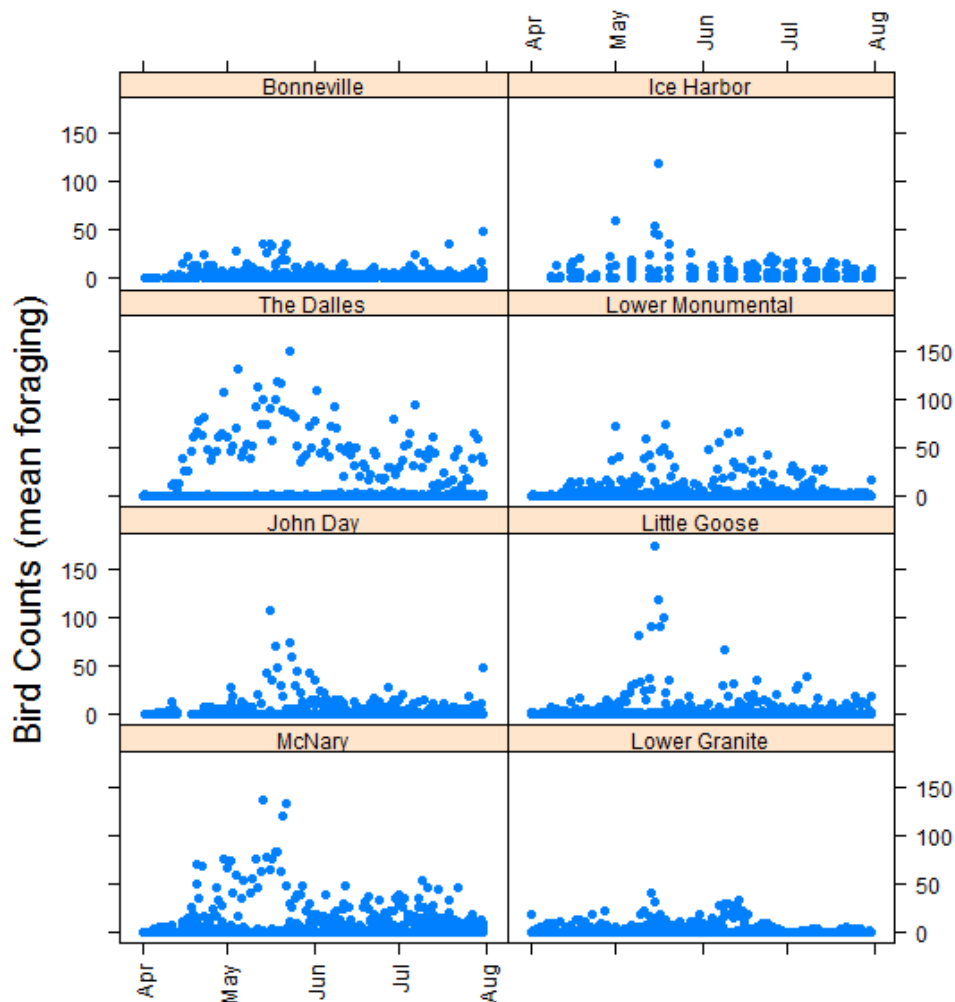 Apr May Jun Jul Aug
Bonneville Ice Harbor
150
100
50
0
The Dalles Lower Monumental
150
100
50
0
John Day Little Goose
150
100
50
0
McNary Lower Granite
150
100
50
0
Apr May Jun Jul Aug
Bird Counts (mean foraging)